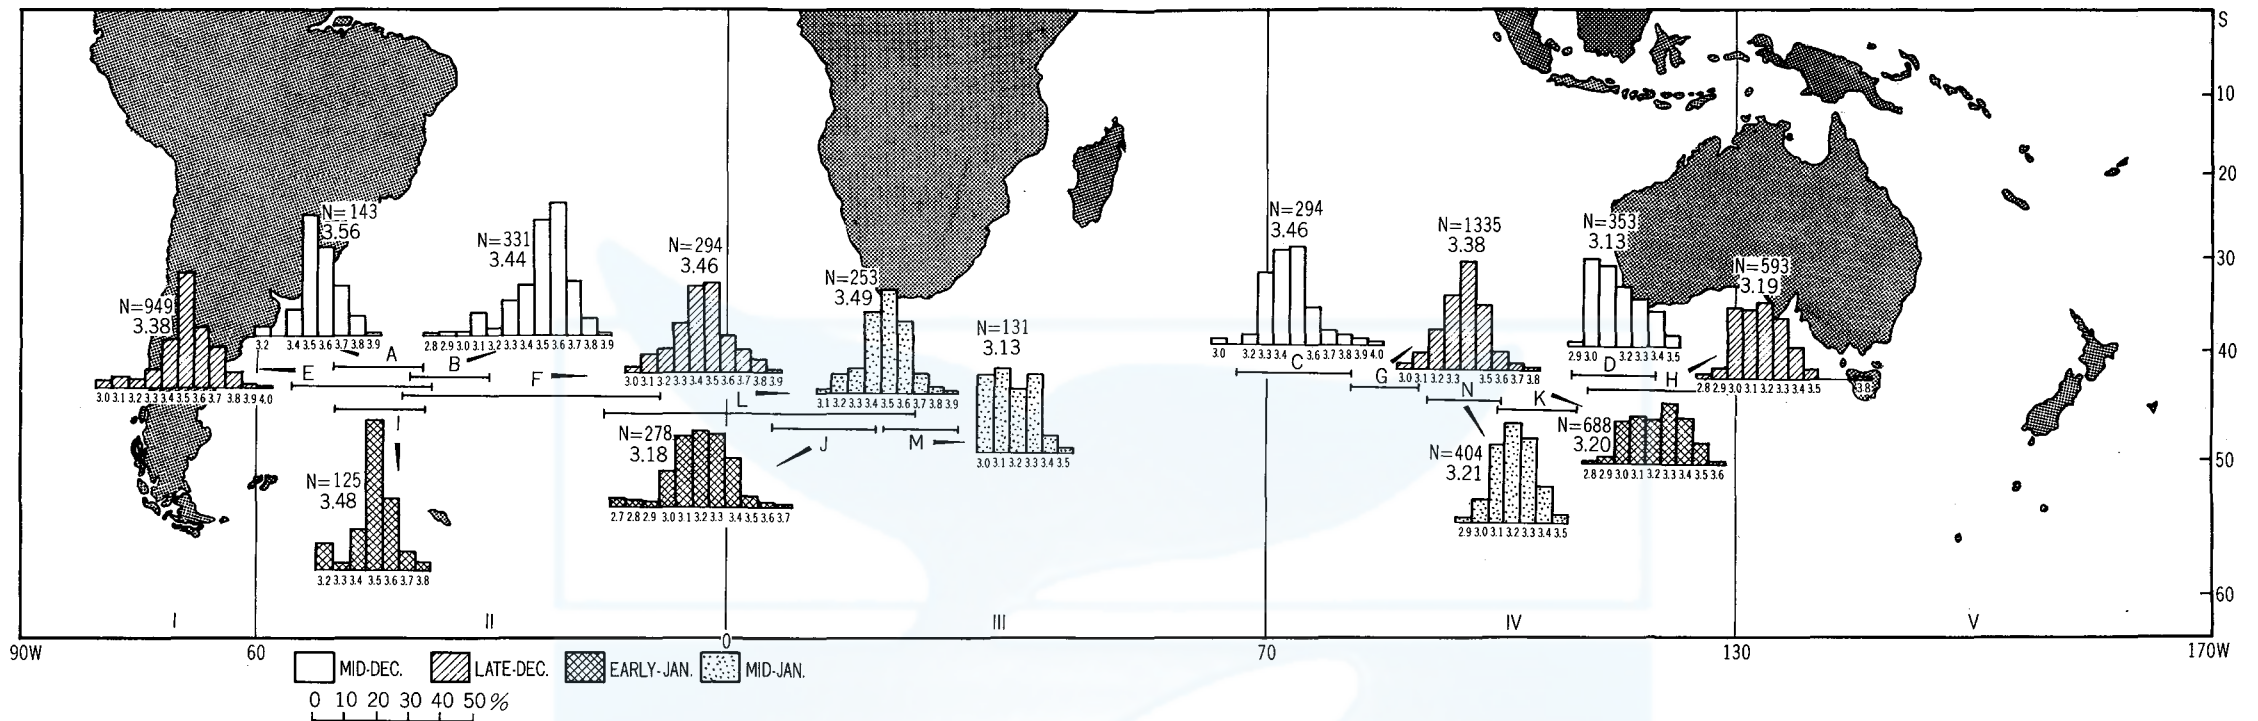 S
10
20
30
40
50
60
N=143
3.56
N=331
3.44
N=294
3.46
N=949
3.38
N=253
3.49
N=131
3.13
N=294
3.46
N=1335
3.38
N=353
3.13
N=593
3.19
3.2 3.4 3.5 3.6 3.7 3.8 3.9
2.8 2.9 3.0 3.1 3.2 3.3 3.4 3.5 3.6 3.7 3.8 3.9
3.0 3.2 3.3 3.4 3.6 3.7 3.8 3.9 4.0
2.9 3.0 3.2 3.3 3.4 3.5
A
B
C
D
E
F
G
H
3.0 3.1 3.2 3.3 3.4 3.5 3.6 3.7 3.8 3.9 4.0
3.0 3.1 3.2 3.3 3.4 3.5 3.6 3.7 3.8 3.9
3.0 3.1 3.2 3.3 3.5 3.6 3.7 3.8
2.8 2.9 3.0 3.1 3.2 3.3 3.4 3.5
3.8
L
N
K
3.1 3.2 3.3 3.4 3.5 3.6 3.7 3.8 3.9
I
J
M
3.0 3.1 3.2 3.3 3.4 3.5
N=278
3.18
N=404
3.21
N=688
3.20
N=125
3.48
2.8 2.9 3.0 3.1 3.2 3.3 3.4 3.5 3.6
2.7 2.8 2.9 3.0 3.1 3.2 3.3 3.4 3.5 3.6 3.7
2.9 3.0 3.1 3.2 3.3 3.4 3.5
3.2 3.3 3.4 3.5 3.6 3.7 3.8
I II III IV V
90W 60 0 70 130 170W
MID-DEC. LATE-DEC. EARLY-JAN. MID-JAN.
0 10 20 30 40 50%